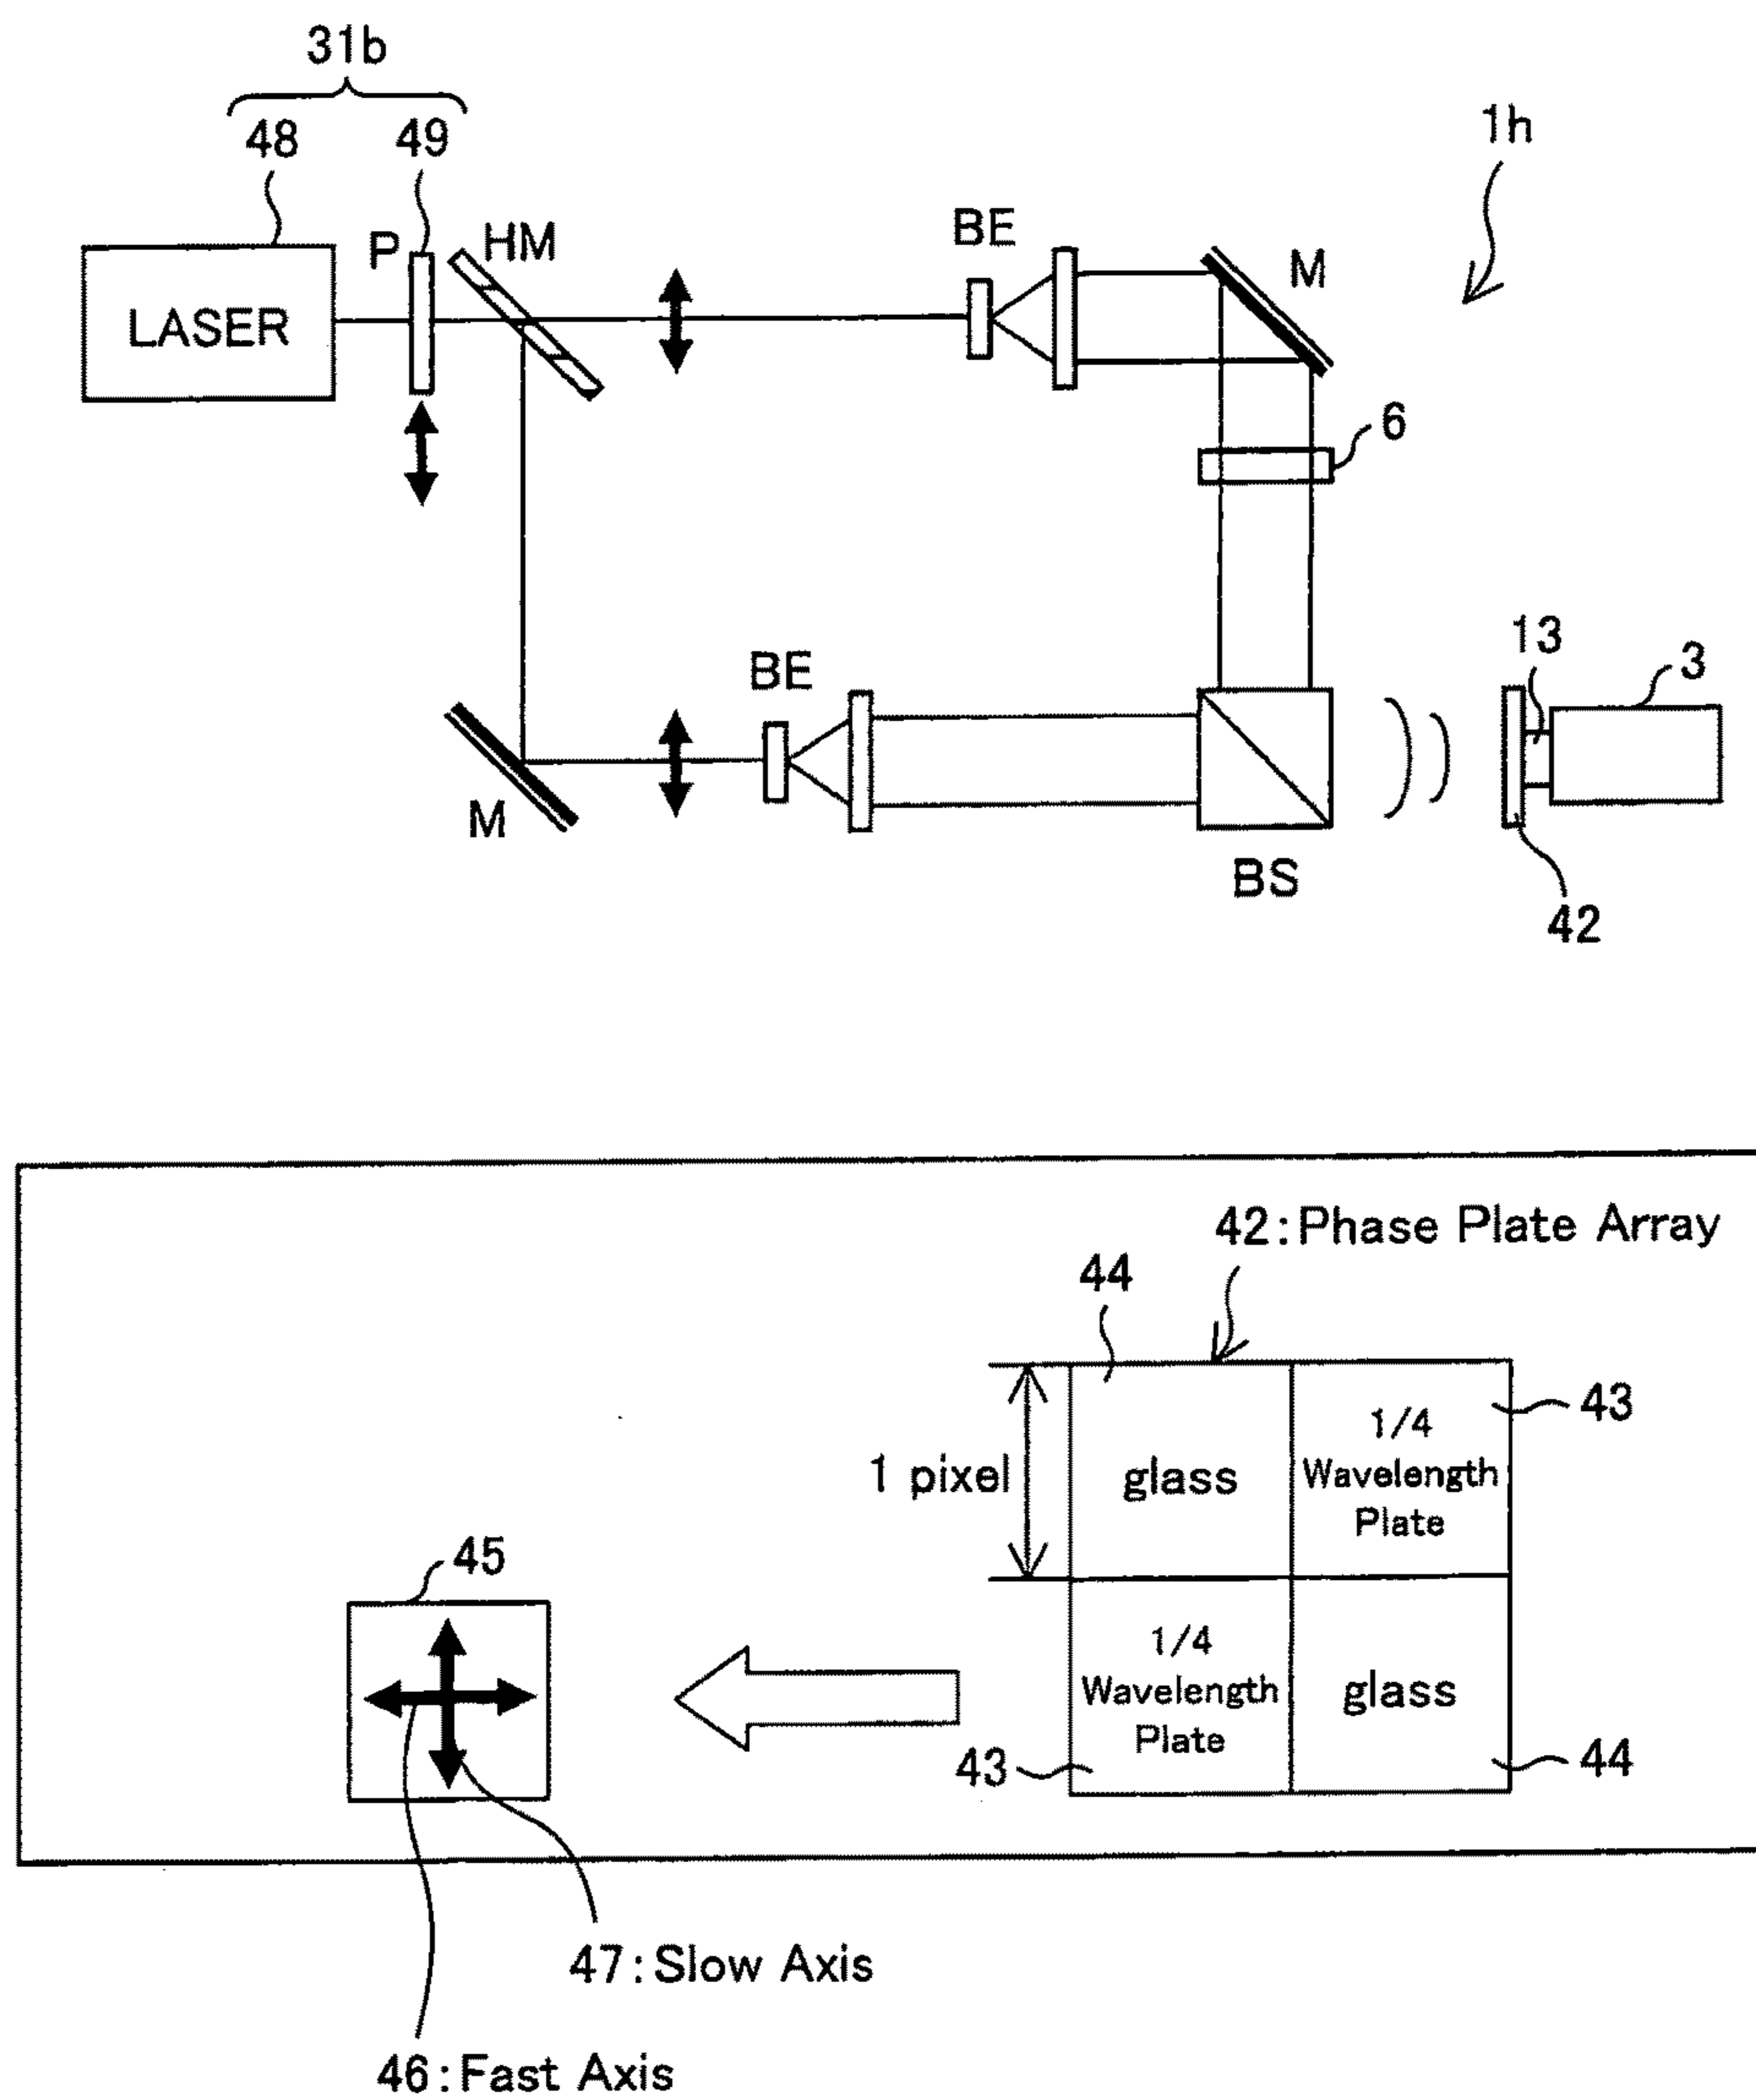 31b
48 49
1h
P HM
BE
M
LASER
6
13
3
BE
M
BS
42
42:Phase Plate Array
44
43
1/4
Wavelength
Plate
1 pixel
glass
45
1/4
Wavelength
Plate
glass
43
44
47:Slow Axis
46:Fast Axis